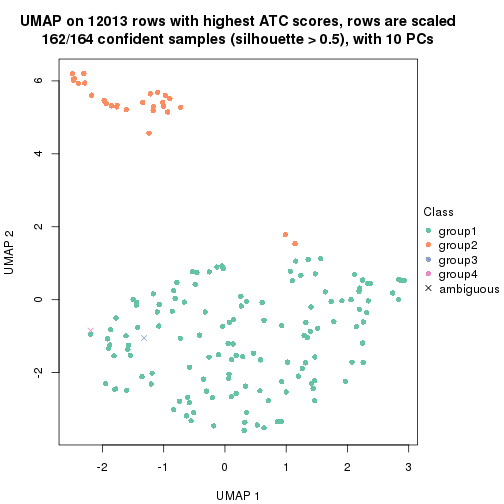 UMAP on 12013 rows with highest ATC scores, rows are scaled
162/164 confident samples (silhouette > 0.5), with 10 PCs
6
4
2
0
-2
UMAP 2
-2
-1
0
1
2
3
UMAP 1
Class
group1
group2
group3
group4
ambiguous